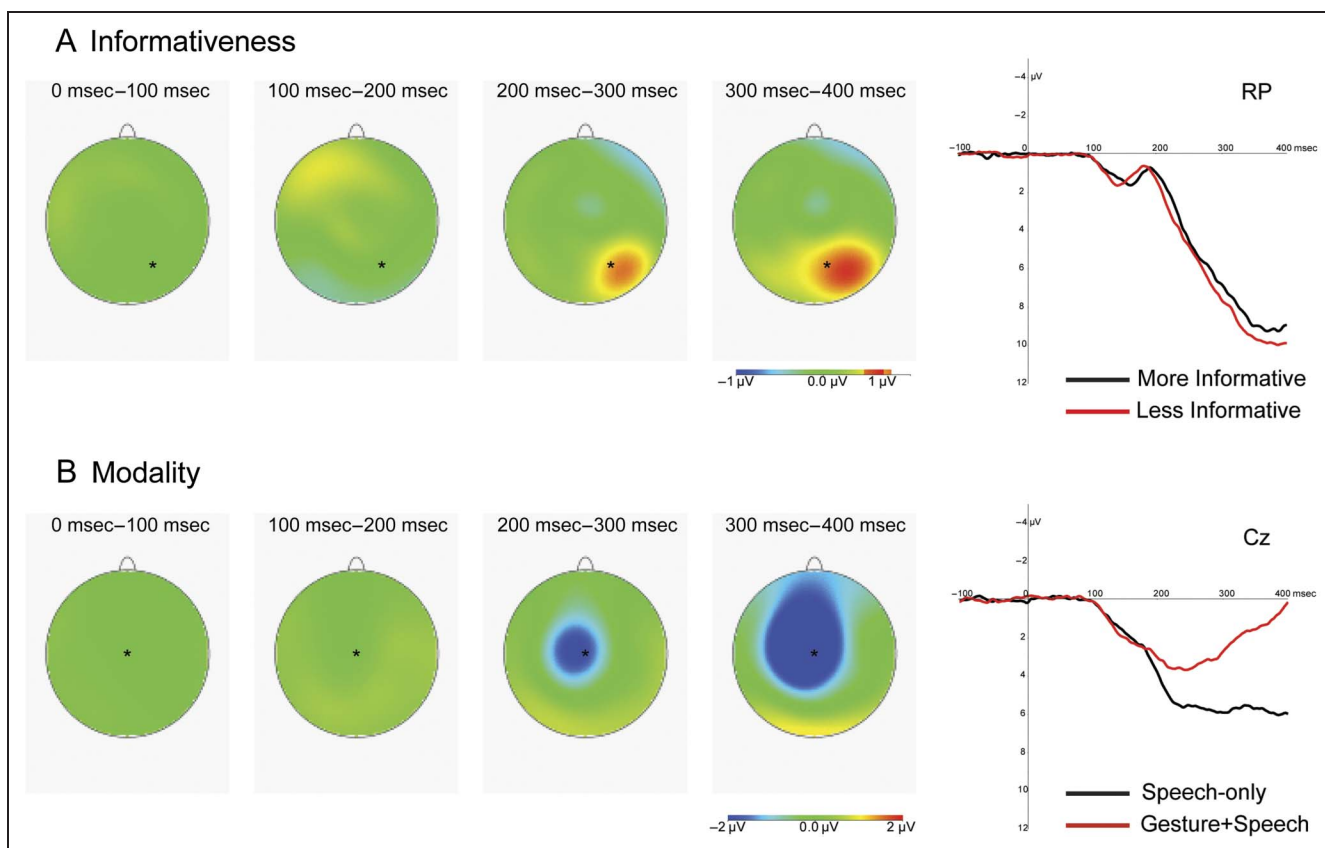 A Informativeness
0 msec–100 msec
100 msec–200 msec
200 msec–300 msec
300 msec–400 msec
−1 µV 0.0 µV 1 µV
RP
−4 µV
−2
−100 0 100 200 300 400 msec
2
4
6
8
10
12
More Informative
Less Informative
B Modality
0 msec–100 msec
100 msec–200 msec
200 msec–300 msec
300 msec–400 msec
−2 µV 0.0 µV 2 µV
Cz
−4 µV
−2
−100 0 100 200 300 400 msec
2
4
6
8
10
12
Speech-only
Gesture+Speech